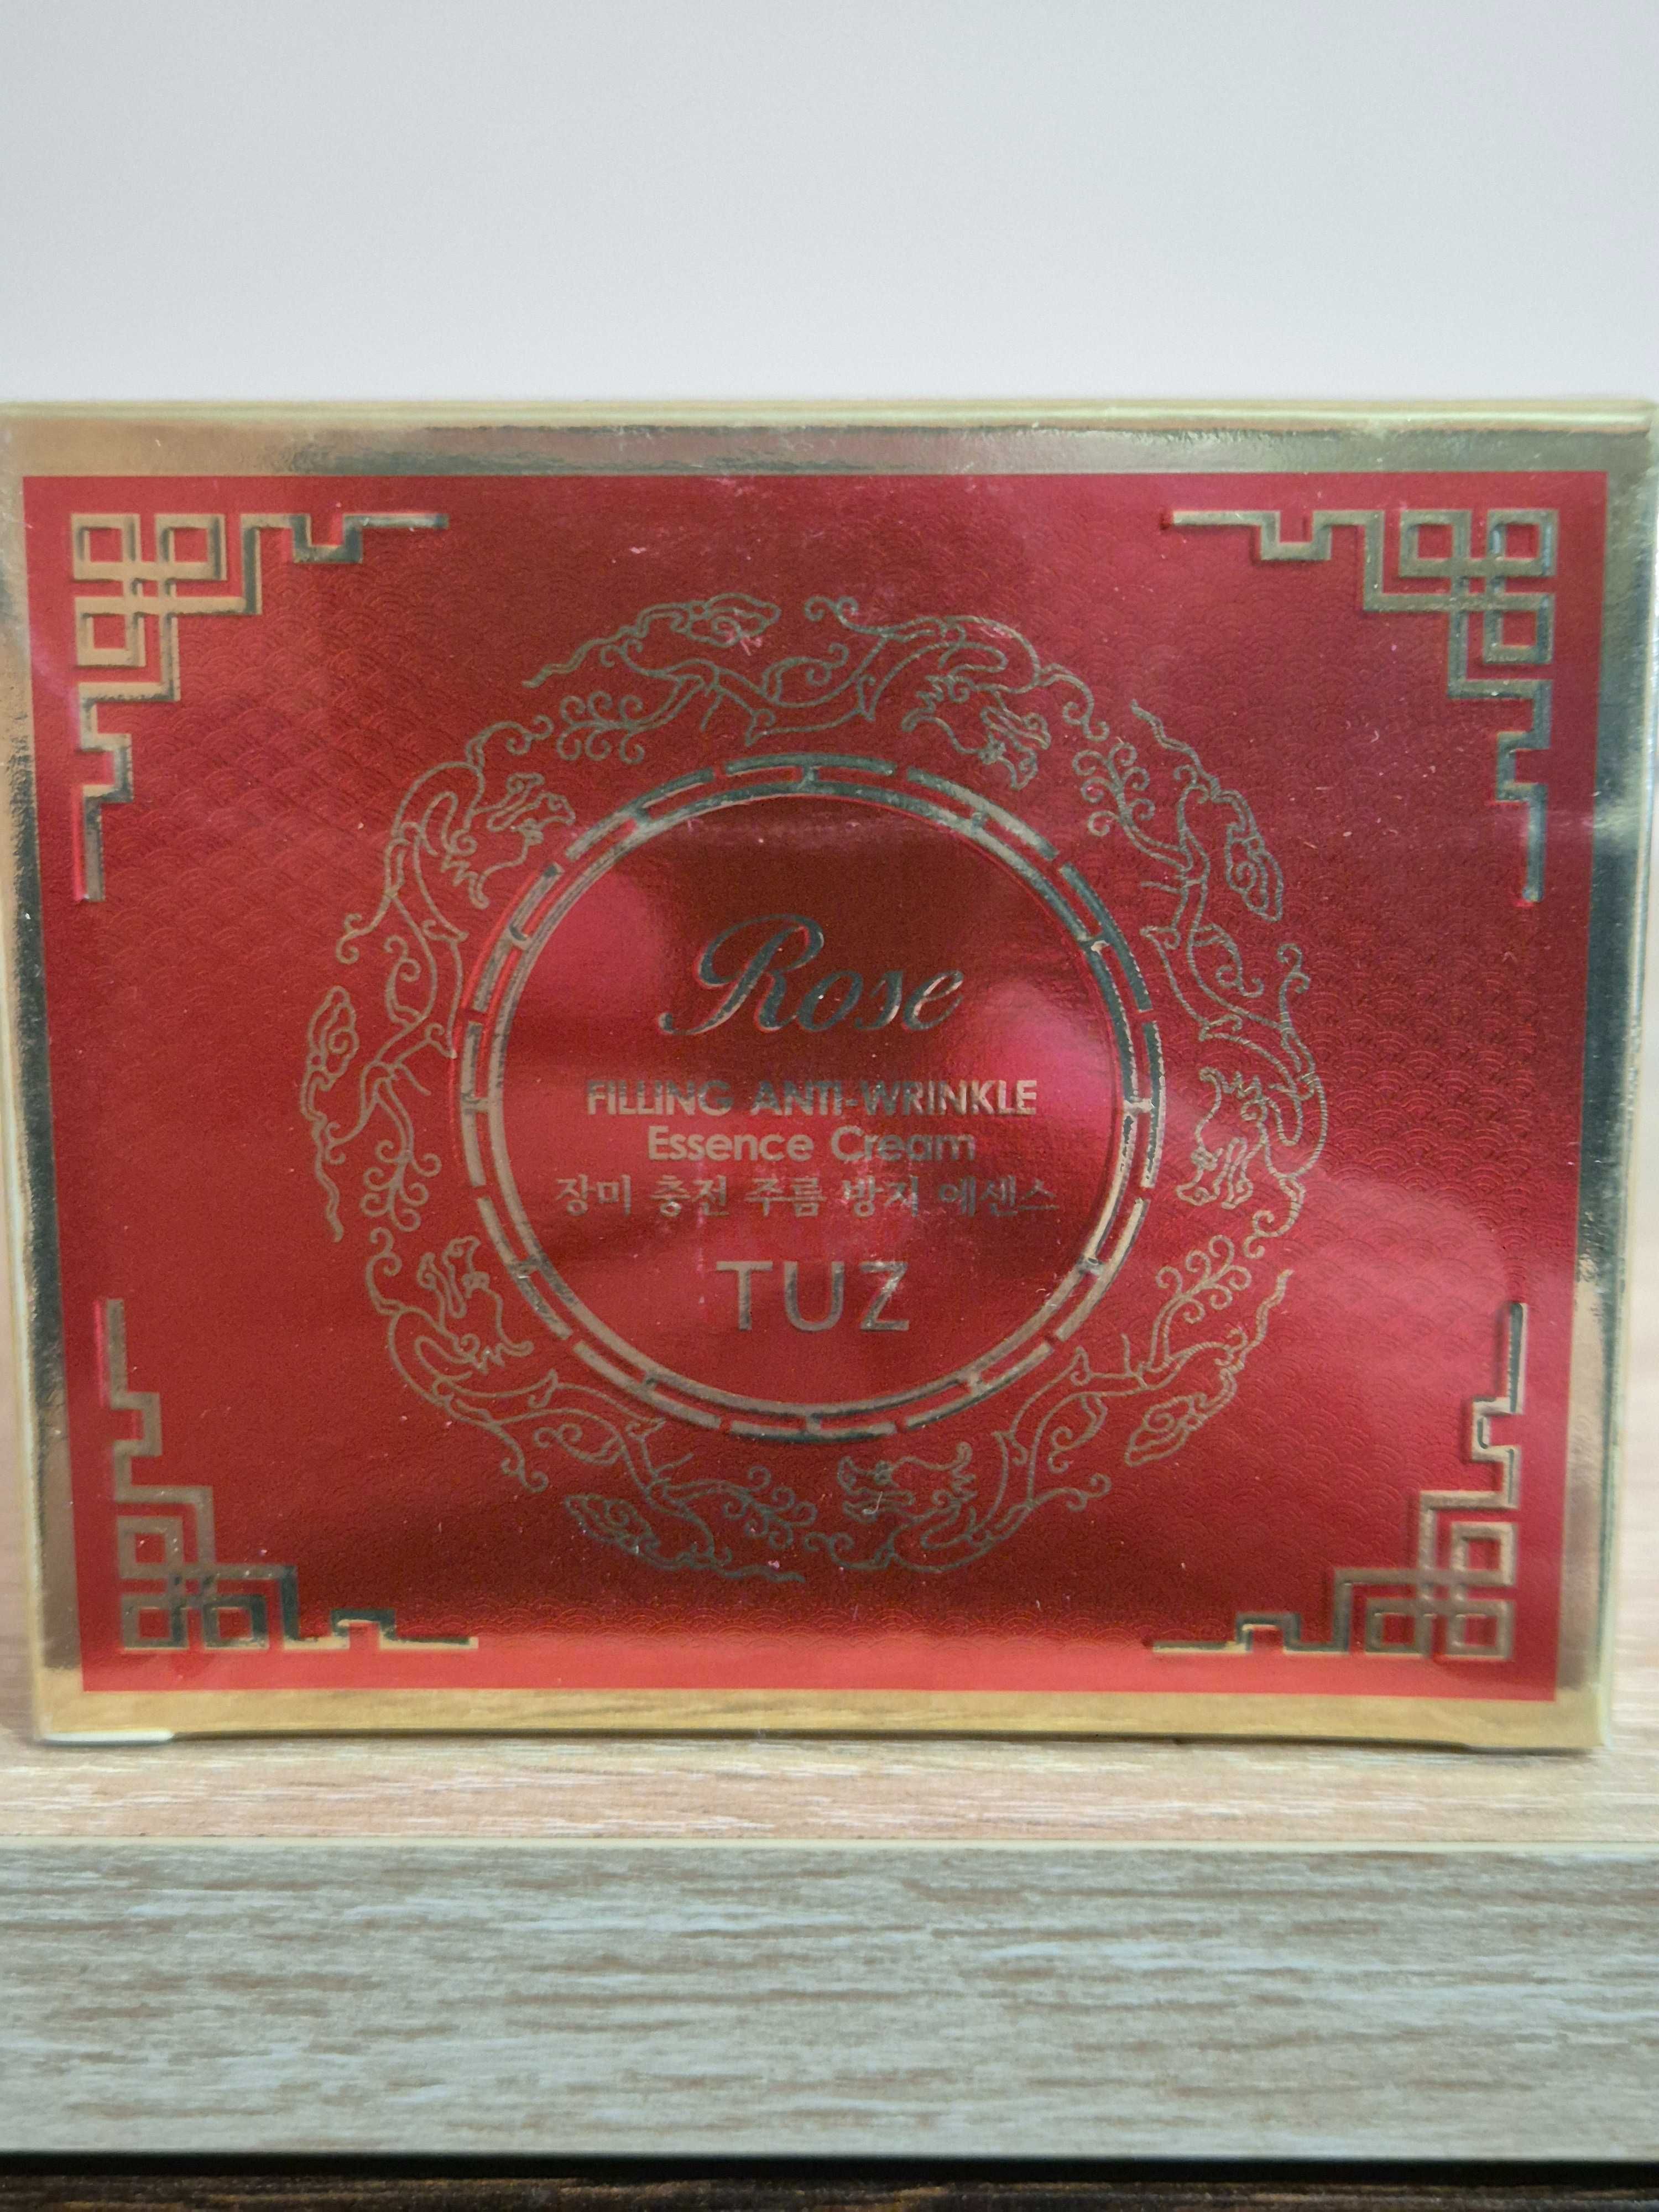 Rose
FILLING ANTI-WRINKLE
Essence Cream
장미 충전 주름 방지 에센스
TUZ